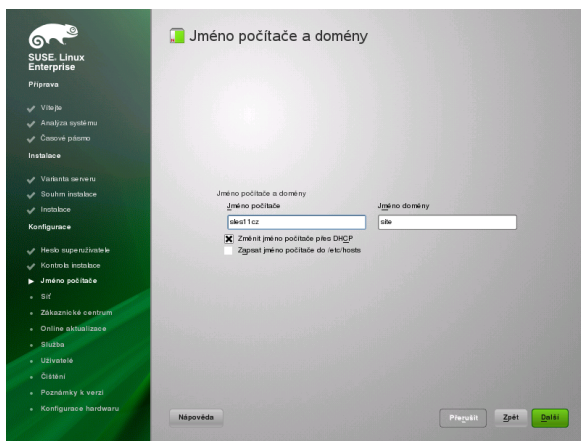 SUSE. Linux
Enterprise
Příprava
Vítejte
Analýza systému
Časové pásmo
Instalace
Varianta serveru
Souhrn instalace
Instalace
Konfigurace
Heslo superuživatele
Kontrola instalace
Jméno počítače
Síť
Zákaznické centrum
Online aktualizace
Služba
Uživatelé
Čištění
Poznámky k verzi
Konfigurace hardwaru
Jméno počítače a domény
Jméno počítače a domény
Jméno počítače
Jméno domény
sles11cz
site
Změnit jméno počítače přes DHCP
Zapsat jméno počítače do /etc/hosts
Nápověda
Přerušit
Zpět
Další